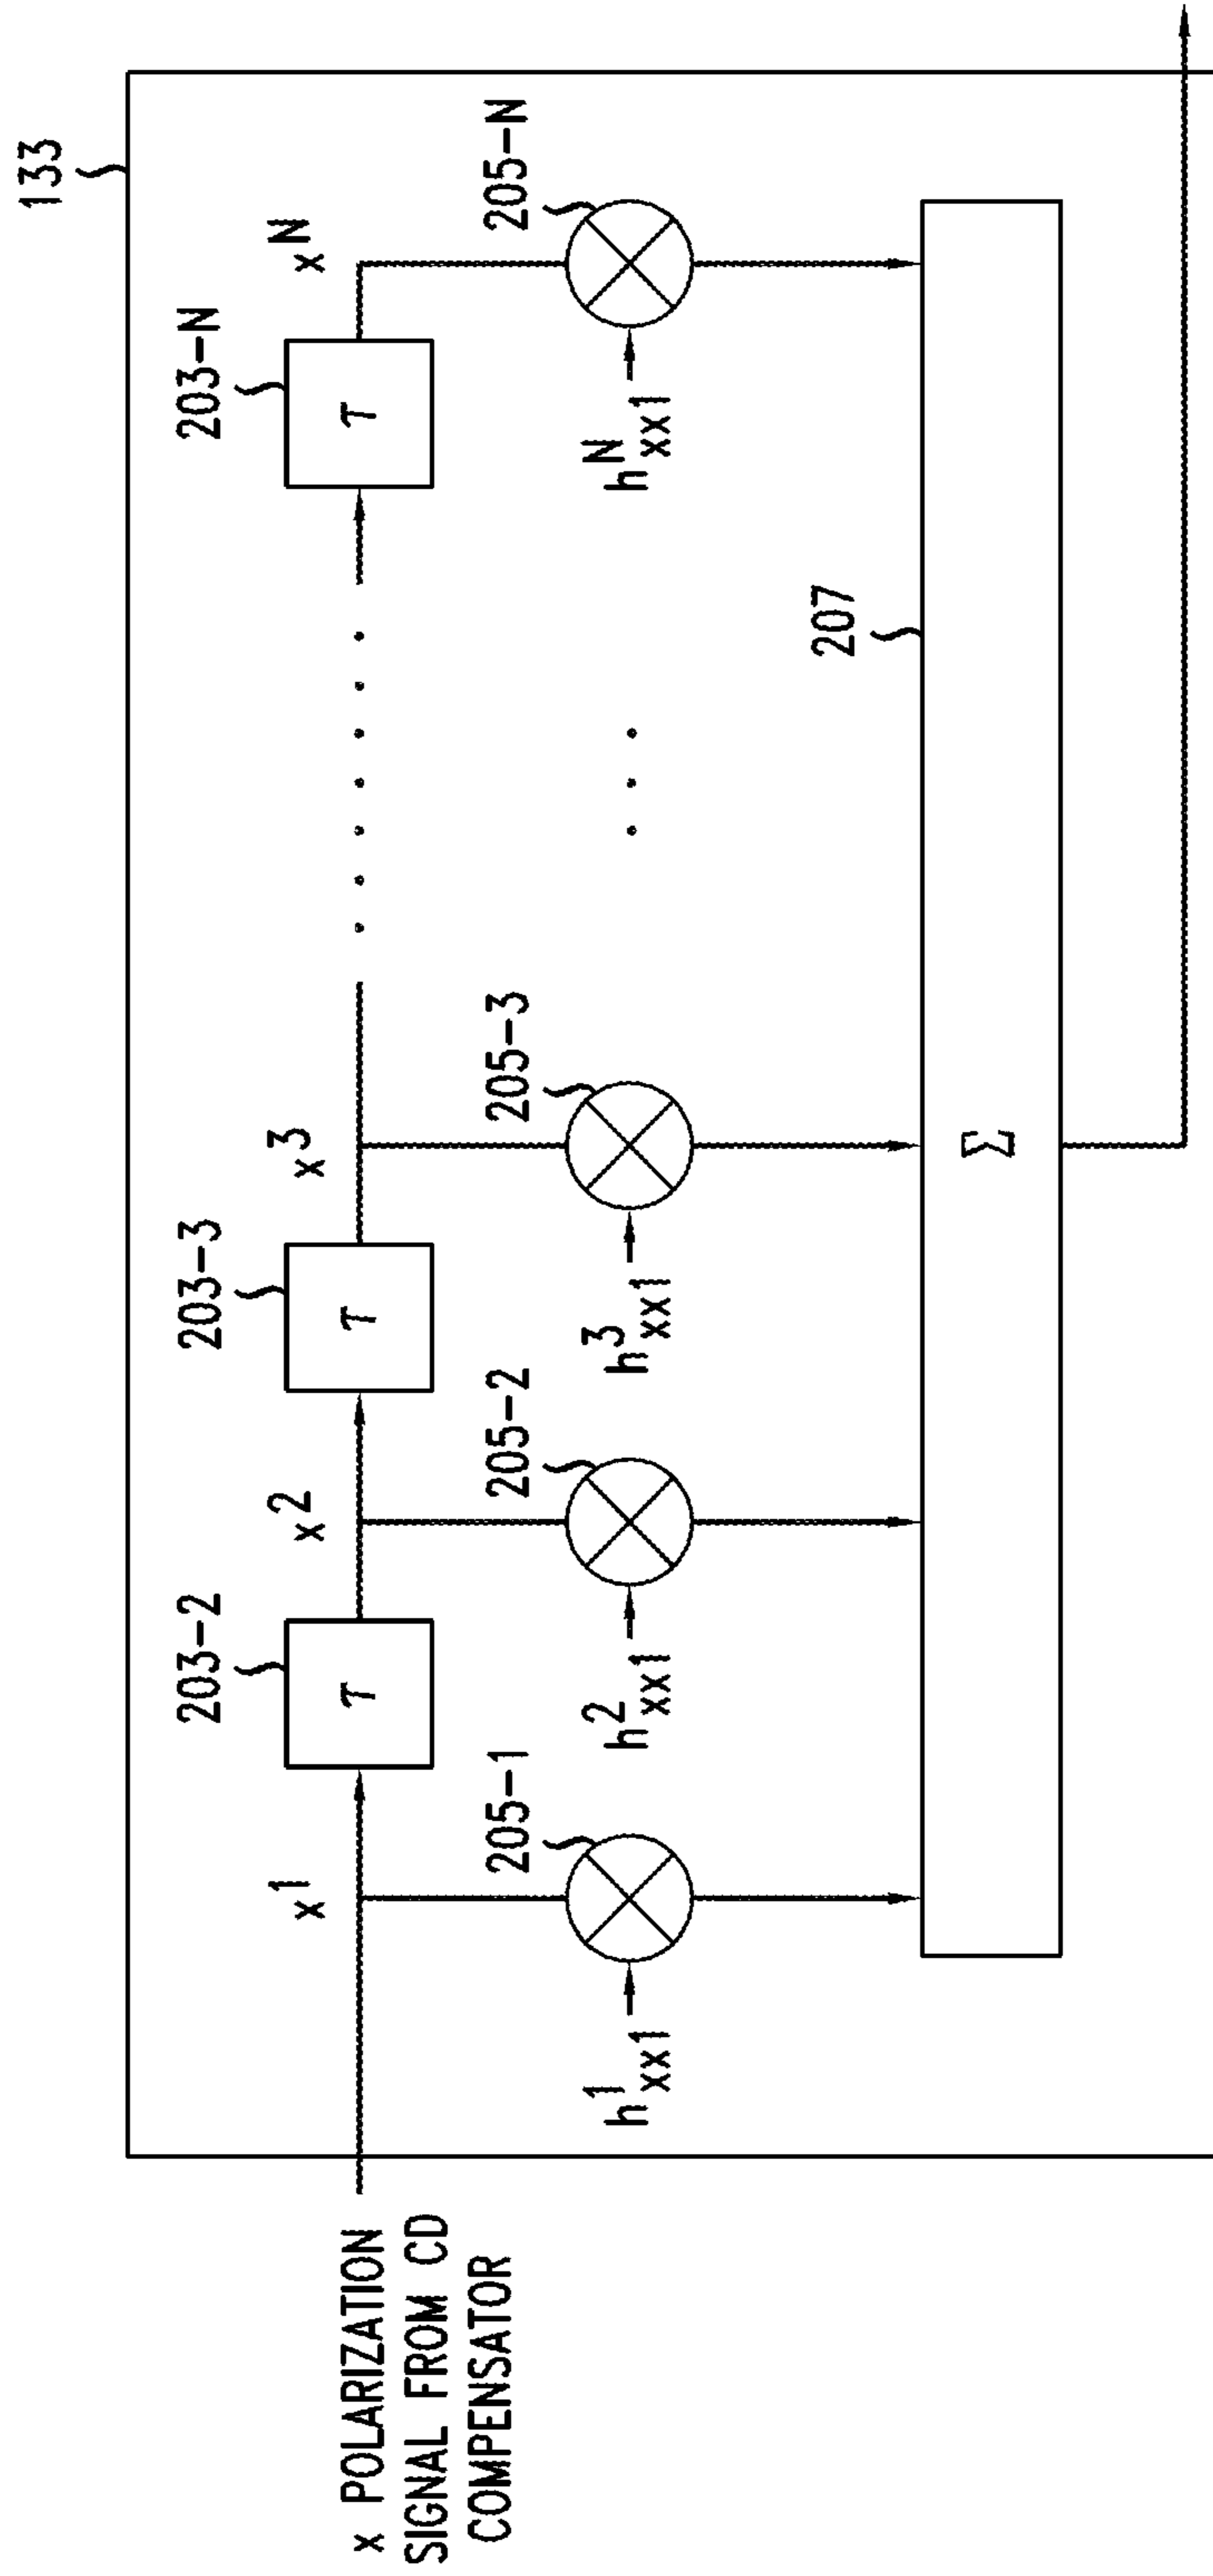 133
203-2
203-3
203-N
x POLARIZATION
SIGNAL FROM CD
COMPENSATOR
x^1
x^2
x^3
x^N
τ
τ
τ
205-1
205-2
205-3
205-N
h^1_xx1
h^2_xx1
h^3_xx1
h^N_xx1
207
Σ